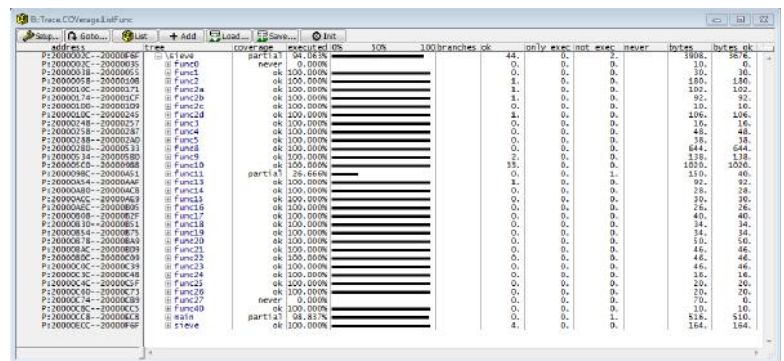 B::Trace.COVerage.ListFunc
Setup... Goto... List Add Load... Save... Init
address tree coverage executed 0% 50% 100 branches ok only exec not exec never bytes bytes ok
P:2000002C--20000F6F \sieve partial 94.063% 44. 0. 2. 3908. 3676.
P:2000002C--20000035 func0 never 0.000% 0. 0. 0. 10. 0.
P:20000038--20000055 func1 ok 100.000% 0. 0. 0. 30. 30.
P:20000058--2000010B func2 ok 100.000% 1. 0. 0. 180. 180.
P:2000010C--20000171 func2a ok 100.000% 1. 0. 0. 102. 102.
P:20000174--200001CF func2b ok 100.000% 1. 0. 0. 92. 92.
func2c ok 100.000% 0. 0. 0. 10. 10.
P:200001DC--20000245 func2d ok 100.000% 1. 0. 0. 106. 106.
P:20000248--20000257 func3 ok 100.000% 0. 0. 0. 16. 16.
P:20000258--20000287 func4 ok 100.000% 0. 0. 0. 48. 48.
P:20000288--200002AD func5 ok 100.000% 0. 0. 0. 38. 38.
P:200002B0--20000533 func8 ok 100.000% 0. 0. 0. 644. 644.
P:20000534--200005BD func9 ok 100.000% 2. 0. 0. 138. 138.
P:200005C0--200009BB func10 ok 100.000% 33. 0. 0. 1020. 1020.
P:200009BC--20000A51 func11 partial 26.666% 0. 0. 1. 150. 40.
P:20000A54--20000AAF func13 ok 100.000% 1. 0. 0. 92. 92.
P:20000AB0--20000ACB func14 ok 100.000% 0. 0. 0. 28. 28.
P:20000ACC--20000AE9 func15 ok 100.000% 0. 0. 0. 30. 30.
P:20000AEC--20000B05 func16 ok 100.000% 0. 0. 0. 26. 26.
P:20000B08--20000B2F func17 ok 100.000% 0. 0. 0. 40. 40.
P:20000B30--20000B51 func18 ok 100.000% 0. 0. 0. 34. 34.
P:20000B54--20000B75 func19 ok 100.000% 0. 0. 0. 34. 34.
P:20000B78--20000BA9 func20 ok 100.000% 0. 0. 0. 50. 50.
P:20000BAC--20000BD9 func21 ok 100.000% 0. 0. 0. 46. 46.
P:20000BDC--20000C09 func22 ok 100.000% 0. 0. 0. 46. 46.
P:20000C0C--20000C39 func23 ok 100.000% 0. 0. 0. 46. 46.
P:20000C3C--20000C4B func24 ok 100.000% 0. 0. 0. 16. 16.
P:20000C4C--20000C5F func25 ok 100.000% 0. 0. 0. 20. 20.
P:20000C60--20000C73 func26 ok 100.000% 0. 0. 0. 20. 20.
P:20000C74--20000CB9 func27 never 0.000% 0. 0. 0. 70. 0.
P:20000CBC--20000CC5 func40 ok 100.000% 0. 0. 0. 10. 10.
main partial 98.837% 0. 0. 1. 516. 510.
P:20000ECC--20000F6F sieve ok 100.000% 4. 0. 0. 164. 164.